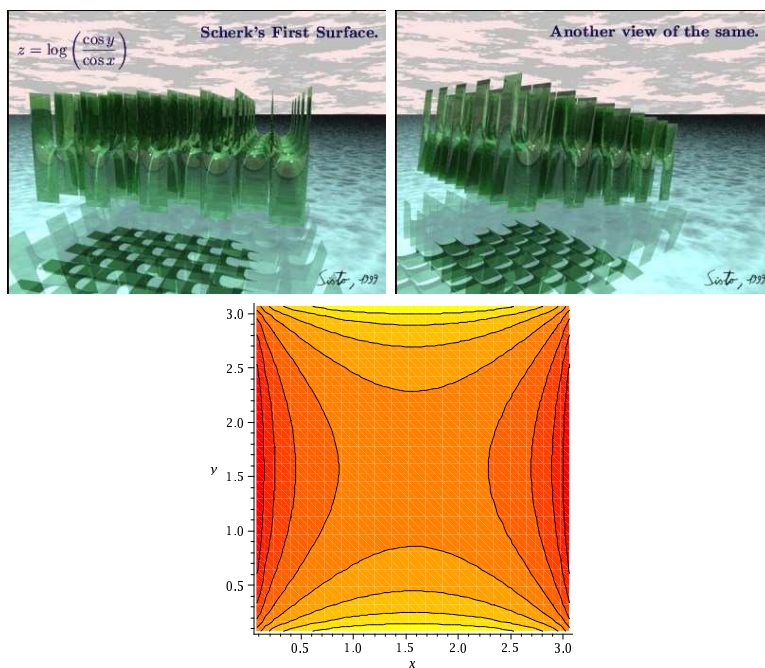 Scherk's First Surface.
z = log (cos y / cos x)
Another view of the same.
Sisto, 1999
Sisto, 1999
3.0
2.5
2.0
y
1.5
1.0
0.5
0.5 1.0 1.5 2.0 2.5 3.0
x